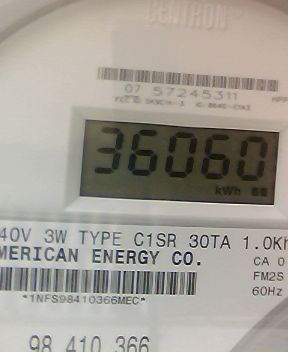 CENTRON
07 57245311
36060
kWh
40V 3W TYPE C1SR 30TA 1.0Kh
MERICAN ENERGY CO.
CA 0
FM2S
60Hz
*1NFS98410366MEC*
98 410 366